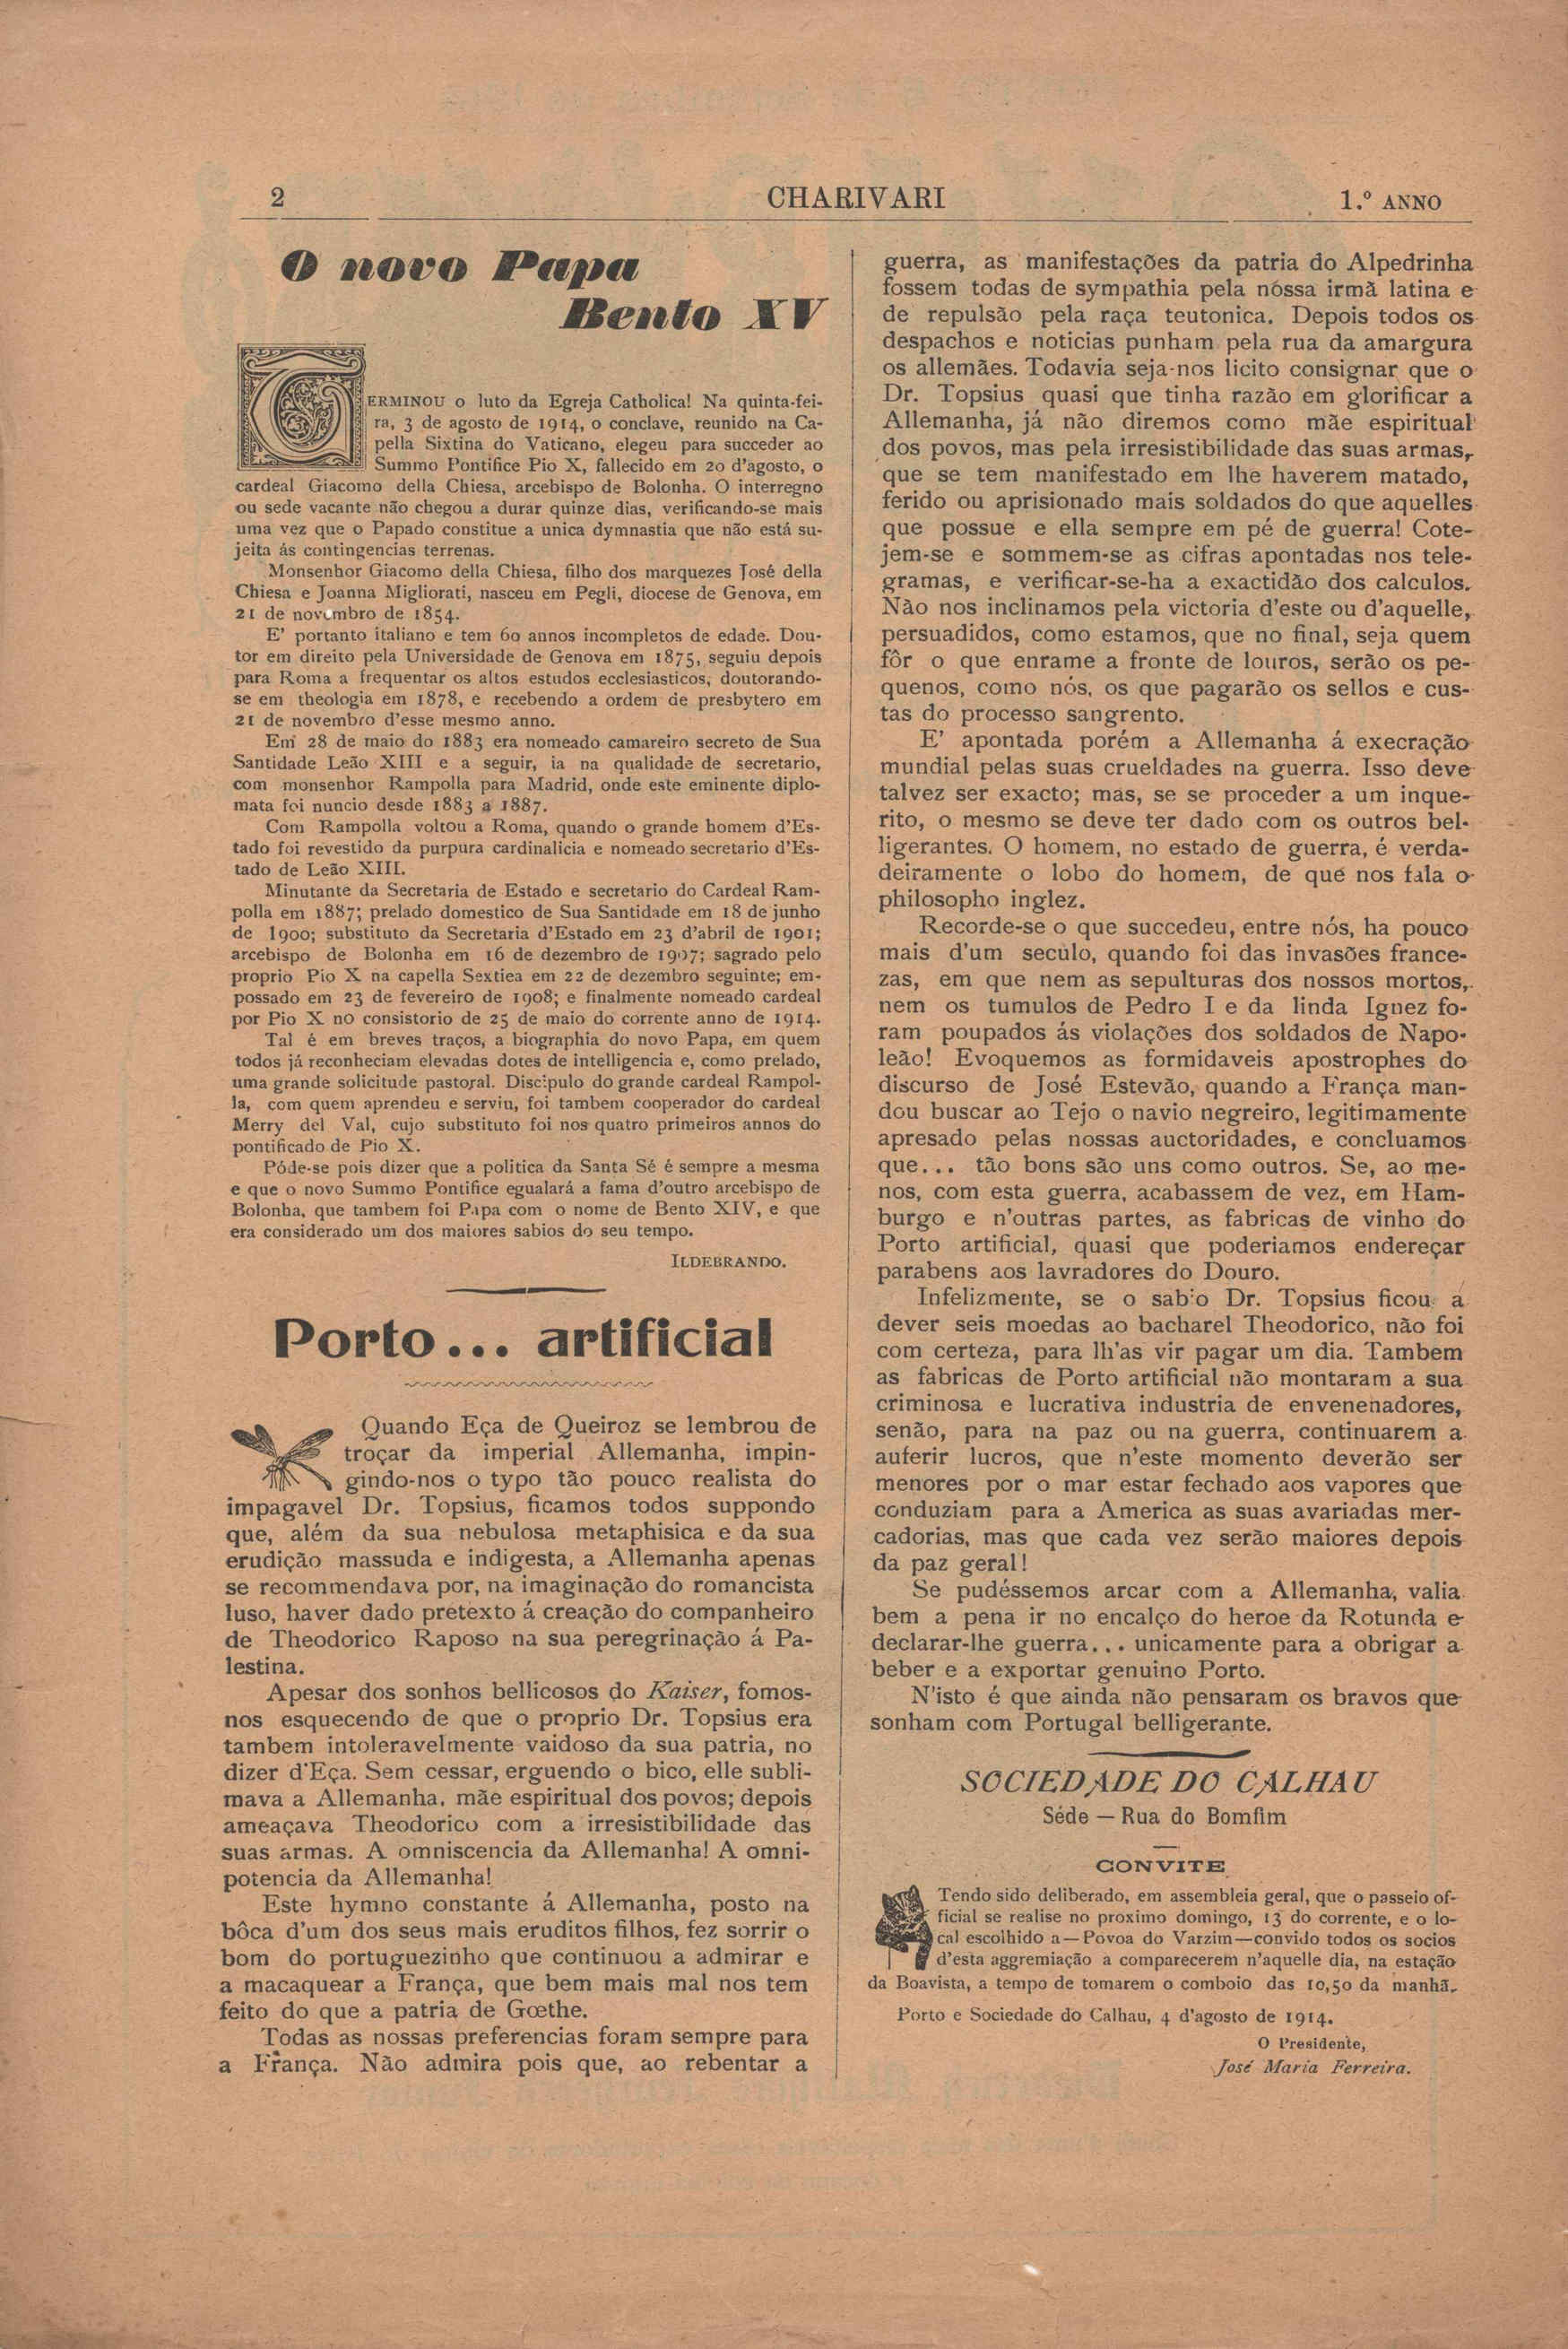 2
CHARIVARI
1.º ANNO
O novo Papa
Bento XV
TERMINOU o luto da Egreja Catholica! Na quinta-fei-
ra, 3 de agosto de 1914, o conclave, reunido na Ca-
pella Sixtina do Vaticano, elegeu para succeder ao
Summo Pontifice Pio X, fallecido em 20 d'agosto, o
cardeal Giacomo della Chiesa, arcebispo de Bolonha. O interregno
ou sede vacante não chegou a durar quinze dias, verificando-se mais
uma vez que o Papado constitue a unica dymnastia que não está su-
jeita ás contingencias terrenas.
Monsenhor Giacomo della Chiesa, filho dos marquezes José della
Chiesa e Joanna Migliorati, nasceu em Pegli, diocese de Genova, em
21 de novembro de 1854.
E' portanto italiano e tem 60 annos incompletos de edade. Dou-
tor em direito pela Universidade de Genova em 1875, seguiu depois
para Roma a frequentar os altos estudos ecclesiasticos, doutorando-
se em theologia em 1878, e recebendo a ordem de presbytero em
21 de novembro d'esse mesmo anno.
Em 28 de maio do 1883 era nomeado camareiro secreto de Sua
Santidade Leão XIII e a seguir, ia na qualidade de secretario,
com monsenhor Rampolla para Madrid, onde este eminente diplo-
mata foi nuncio desde 1883 a 1887.
Com Rampolla voltou a Roma, quando o grande homem d'Es-
tado foi revestido da purpura cardinalicia e nomeado secretario d'Es-
tado de Leão XIII.
Minutante da Secretaria de Estado e secretario do Cardeal Ram-
polla em 1887; prelado domestico de Sua Santidade em 18 de junho
de 1900; substituto da Secretaria d'Estado em 23 d'abril de 1901;
arcebispo de Bolonha em 16 de dezembro de 1907; sagrado pelo
proprio Pio X na capella Sextiea em 22 de dezembro seguinte; em-
possado em 23 de fevereiro de 1908; e finalmente nomeado cardeal
por Pio X no consistorio de 25 de maio do corrente anno de 1914.
Tal é em breves traços, a biographia do novo Papa, em quem
todos já reconheciam elevadas dotes de intelligencia e, como prelado,
uma grande solicitude pastoral. Discipulo do grande cardeal Rampol-
la, com quem aprendeu e serviu, foi tambem cooperador do cardeal
Merry del Val, cujo substituto foi nos quatro primeiros annos do
pontificado de Pio X.
Póde-se pois dizer que a politica da Santa Sé é sempre a mesma
e que o novo Summo Pontifice egualará a fama d'outro arcebispo de
Bolonha, que tambem foi Papa com o nome de Bento XIV, e que
era considerado um dos maiores sabios do seu tempo.
ILDEBRANDO.
Porto... artificial
Quando Eça de Queiroz se lembrou de
troçar da imperial Allemanha, impin-
gindo-nos o typo tão pouco realista do
impagavel Dr. Topsius, ficamos todos suppondo
que, além da sua nebulosa metaphisica e da sua
erudição massuda e indigesta, a Allemanha apenas
se recommendava por, na imaginação do romancista
luso, haver dado pretexto á creação do companheiro
de Theodorico Raposo na sua peregrinação á Pa-
lestina.
Apesar dos sonhos bellicosos do Kaiser, fomos-
nos esquecendo de que o proprio Dr. Topsius era
tambem intoleravelmente vaidoso da sua patria, no
dizer d'Eça. Sem cessar, erguendo o bico, elle subli-
mava a Allemanha, mãe espiritual dos povos; depois
ameaçava Theodorico com a irresistibilidade das
suas armas. A omniscencia da Allemanha! A omni-
potencia da Allemanha!
Este hymno constante á Allemanha, posto na
bôca d'um dos seus mais eruditos filhos, fez sorrir o
bom do portuguezinho que continuou a admirar e
a macaquear a França, que bem mais mal nos tem
feito do que a patria de Gœthe.
Todas as nossas preferencias foram sempre para
a França. Não admira pois que, ao rebentar a
guerra, as manifestações da patria do Alpedrinha
fossem todas de sympathia pela nóssa irmã latina e
de repulsão pela raça teutonica. Depois todos os
despachos e noticias punham pela rua da amargura
os allemães. Todavia seja-nos licito consignar que o
Dr. Topsius quasi que tinha razão em glorificar a
Allemanha, já não diremos como mãe espiritual
dos povos, mas pela irresistibilidade das suas armas,
que se tem manifestado em lhe haverem matado,
ferido ou aprisionado mais soldados do que aquelles
que possue e ella sempre em pé de guerra! Cote-
jem-se e sommem-se as cifras apontadas nos tele-
gramas, e verificar-se-ha a exactidão dos calculos.
Não nos inclinamos pela victoria d'este ou d'aquelle,
persuadidos, como estamos, que no final, seja quem
fôr o que enrame a fronte de louros, serão os pe-
quenos, como nós, os que pagarão os sellos e cus-
tas do processo sangrento.
E' apontada porém a Allemanha á execração
mundial pelas suas crueldades na guerra. Isso deve
talvez ser exacto; mas, se se proceder a um inque-
rito, o mesmo se deve ter dado com os outros bel-
ligerantes. O homem, no estado de guerra, é verda-
deiramente o lobo do homem, de que nos fala o
philosopho inglez.
Recorde-se o que succedeu, entre nós, ha pouco
mais d'um seculo, quando foi das invasões france-
zas, em que nem as sepulturas dos nossos mortos,
nem os tumulos de Pedro I e da linda Ignez fo-
ram poupados ás violações dos soldados de Napo-
leão! Evoquemos as formidaveis apostrophes do
discurso de José Estevão, quando a França man-
dou buscar ao Tejo o navio negreiro, legitimamente
apresado pelas nossas auctoridades, e concluamos
que... tão bons são uns como outros. Se, ao me-
nos, com esta guerra, acabassem de vez, em Ham-
burgo e n'outras partes, as fabricas de vinho do
Porto artificial, quasi que poderiamos endereçar
parabens aos lavradores do Douro.
Infelizmente, se o sabio Dr. Topsius ficou a
dever seis moedas ao bacharel Theodorico, não foi
com certeza, para lh'as vir pagar um dia. Tambem
as fabricas de Porto artificial não montaram a sua
criminosa e lucrativa industria de envenenadores,
senão, para na paz ou na guerra, continuarem a
auferir lucros, que n'este momento deverão ser
menores por o mar estar fechado aos vapores que
conduziam para a America as suas avariadas mer-
cadorias, mas que cada vez serão maiores depois
da paz geral!
Se pudéssemos arcar com a Allemanha, valia
bem a pena ir no encalço do heroe da Rotunda e
declarar-lhe guerra... unicamente para a obrigar a
beber e a exportar genuino Porto.
N'isto é que ainda não pensaram os bravos que
sonham com Portugal belligerante.
SOCIEDADE DO CALHAU
Séde — Rua do Bomfim
CONVITE
Tendo sido deliberado, em assembleia geral, que o passeio of-
ficial se realise no proximo domingo, 13 do corrente, e o lo-
cal escolhido a—Povoa do Varzim—convido todos os socios
d'esta aggremiação a comparecerem n'aquelle dia, na estação
da Boavista, a tempo de tomarem o comboio das 10,50 da manhã.
Porto e Sociedade do Calhau, 4 d'agosto de 1914.
O Presidente,
José Maria Ferreira.